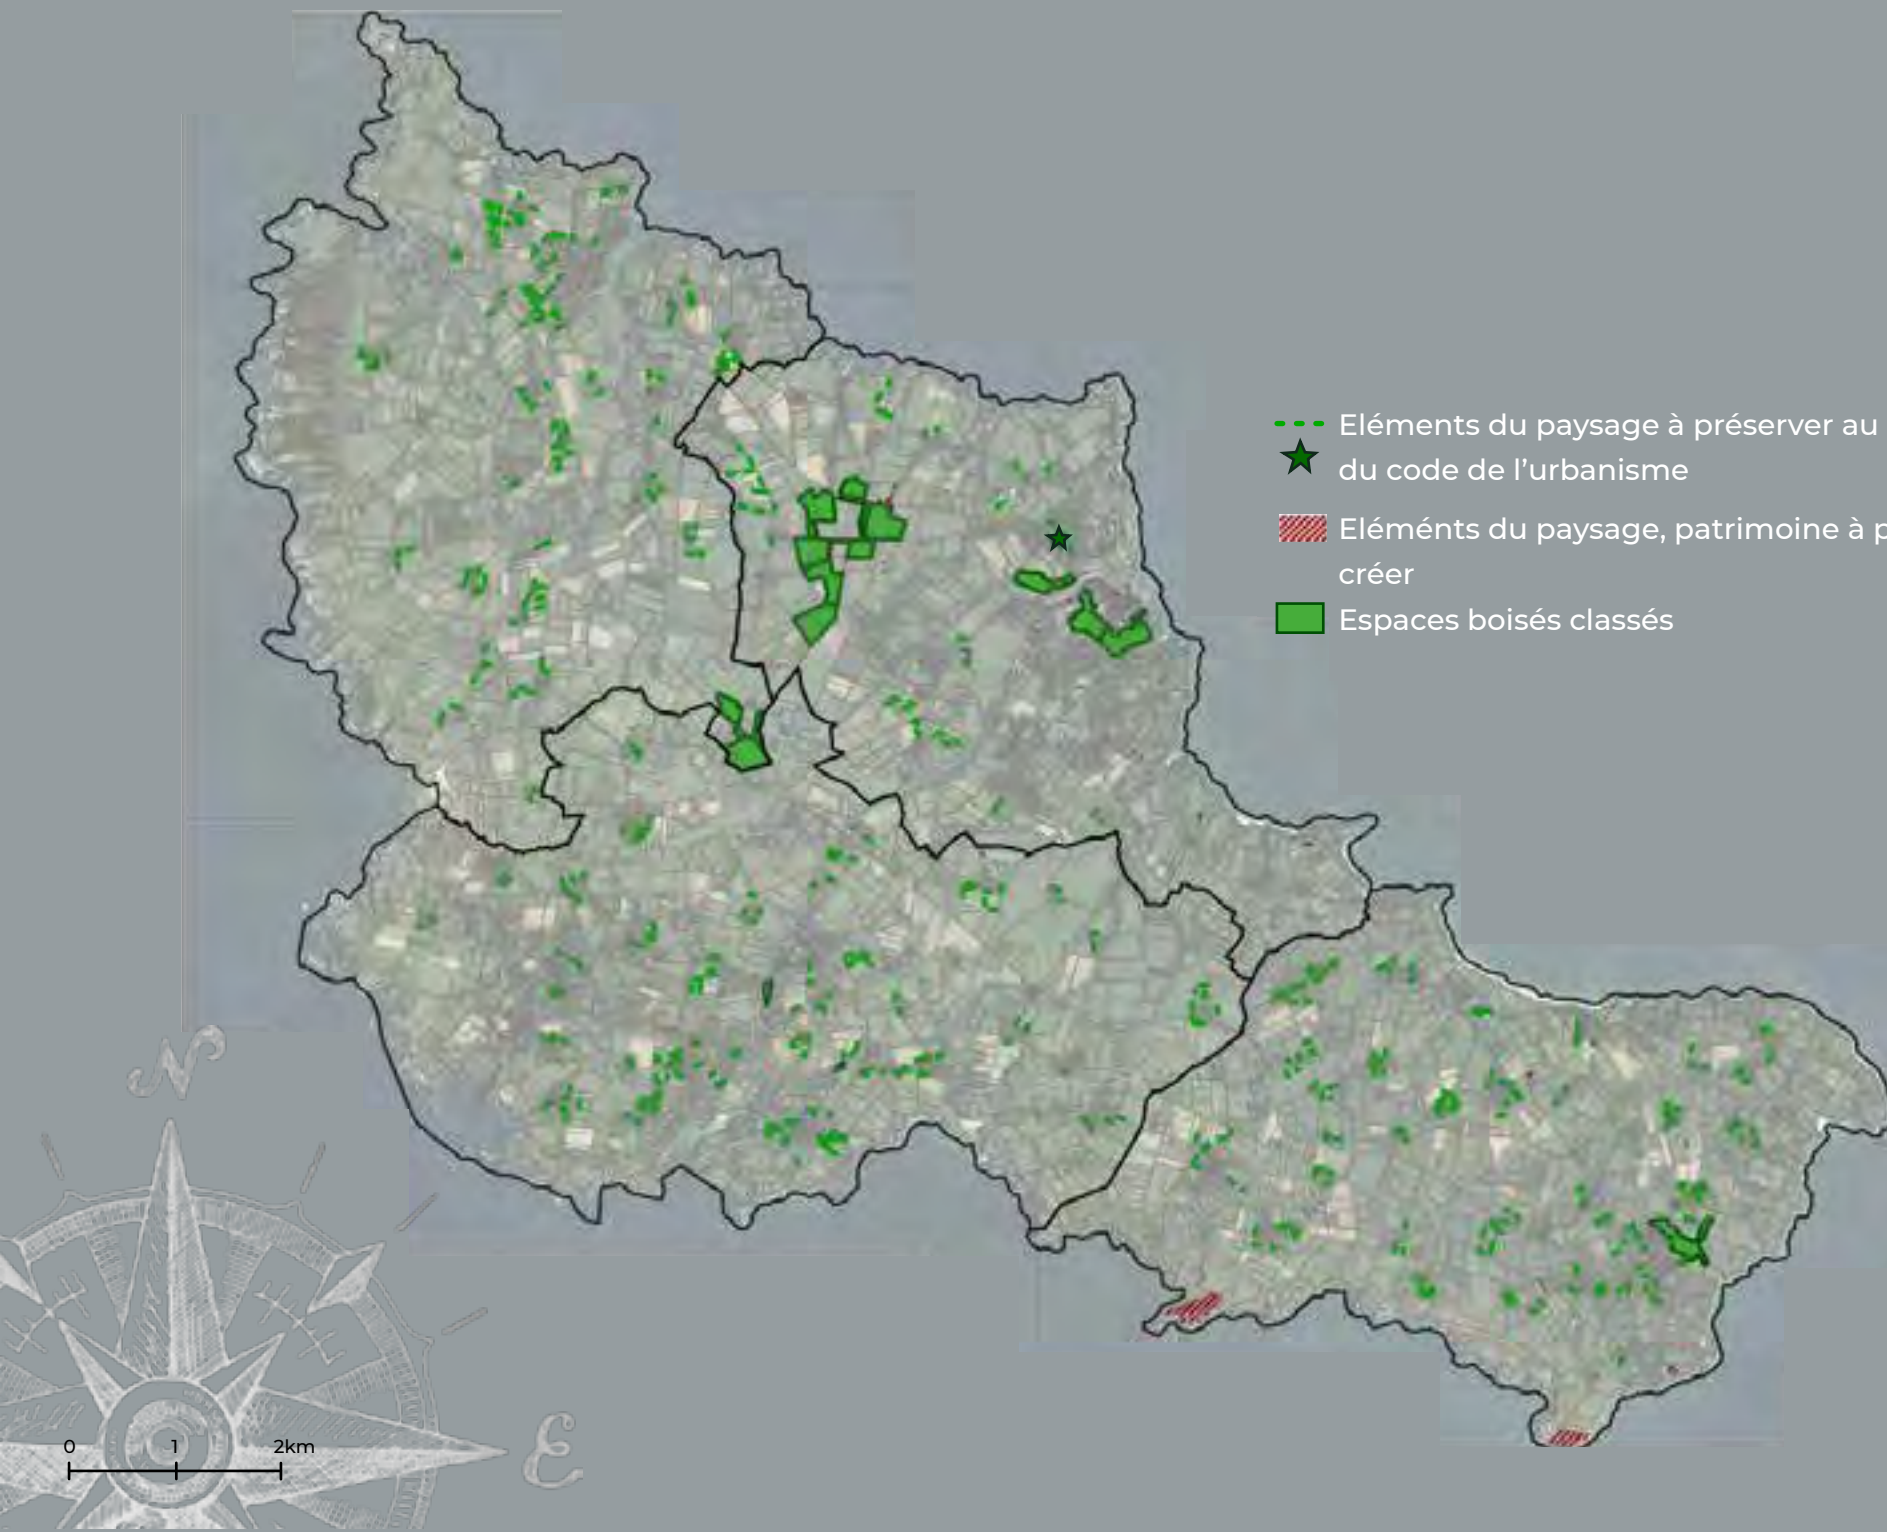 Eléments du paysage à préserver au
du code de l'urbanisme
Eléménts du paysage, patrimoine à p
créer
Espaces boisés classés
N
E
0 1 2km